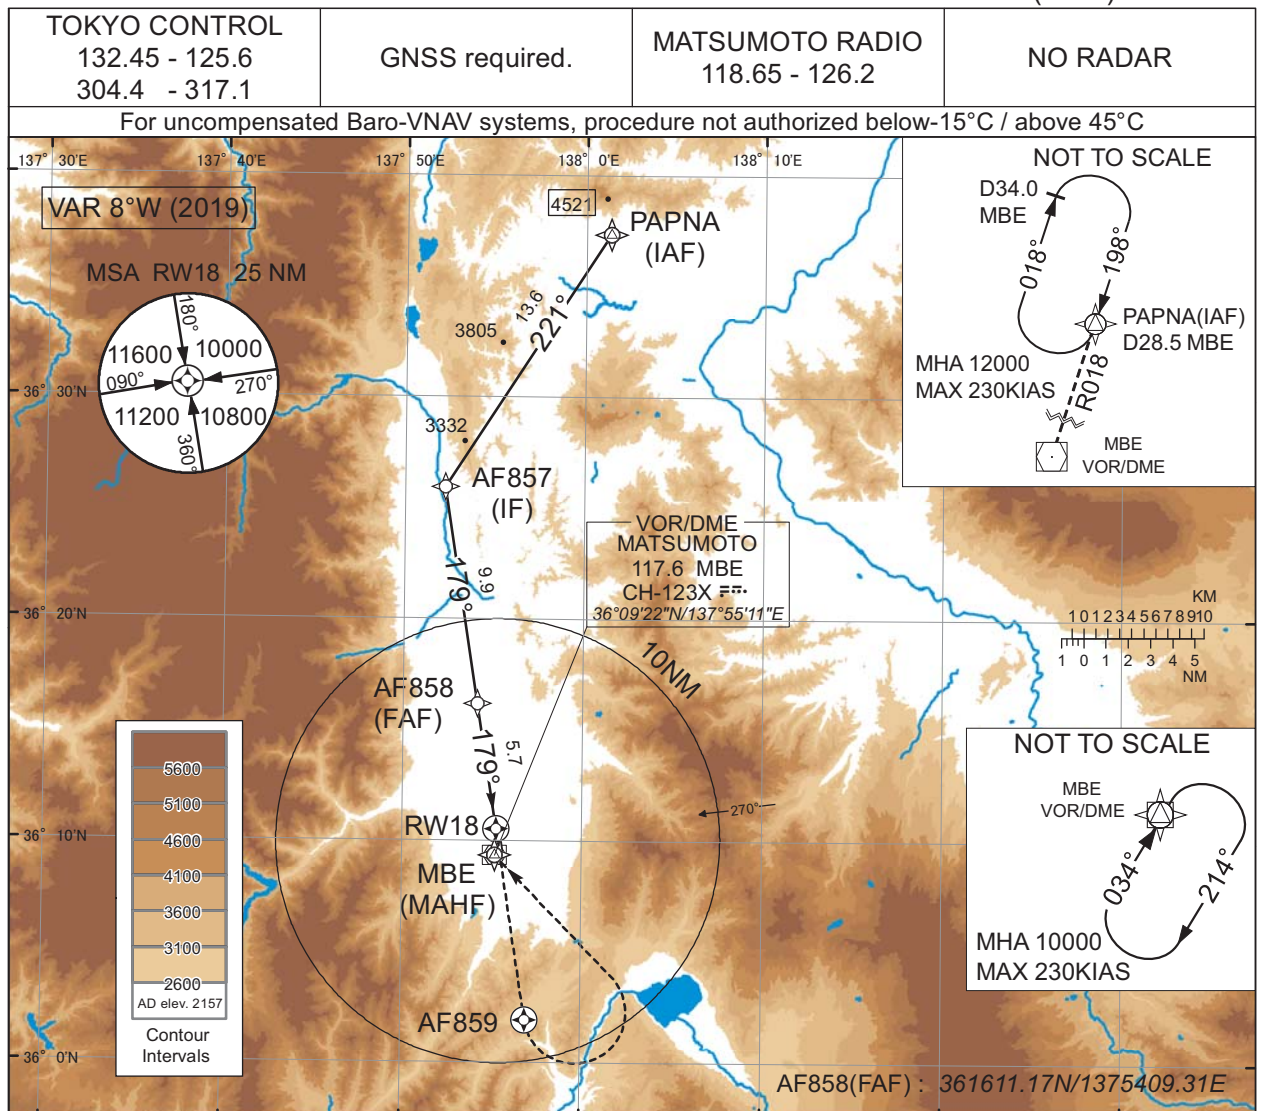 TOKYO CONTROL
132.45 - 125.6
304.4 - 317.1
GNSS required.
MATSUMOTO RADIO
118.65 - 126.2
NO RADAR
For uncompensated Baro-VNAV systems, procedure not authorized below-15°C / above 45°C
137° 30'E
137° 40'E
137° 50'E
138° 0'E
138° 10'E
VAR 8°W (2019)
MSA RW18 25 NM
180°
11600
10000
090°
270°
11200
10800
360°
4521
PAPNA
(IAF)
13.6
221°
3805
3332
36° 30'N
AF857
(IF)
9.9
179°
VOR/DME
MATSUMOTO
117.6 MBE
CH-123X
36°09'22"N/137°55'11"E
36° 20'N
10NM
AF858
(FAF)
5.7
179°
270°
RW18
36° 10'N
MBE
(MAHF)
AF859
36° 0'N
NOT TO SCALE
D34.0
MBE
018°
198°
PAPNA(IAF)
D28.5 MBE
MHA 12000
MAX 230KIAS
R018
MBE
VOR/DME
KM
1 0 1 2 3 4 5 6 7 8 9 10
1 0 1 2 3 4 5
NM
NOT TO SCALE
MBE
VOR/DME
034°
214°
MHA 10000
MAX 230KIAS
5600
5100
4600
4100
3600
3100
2600
AD elev. 2157
Contour
Intervals
AF858(FAF) : 361611.17N/1375409.31E